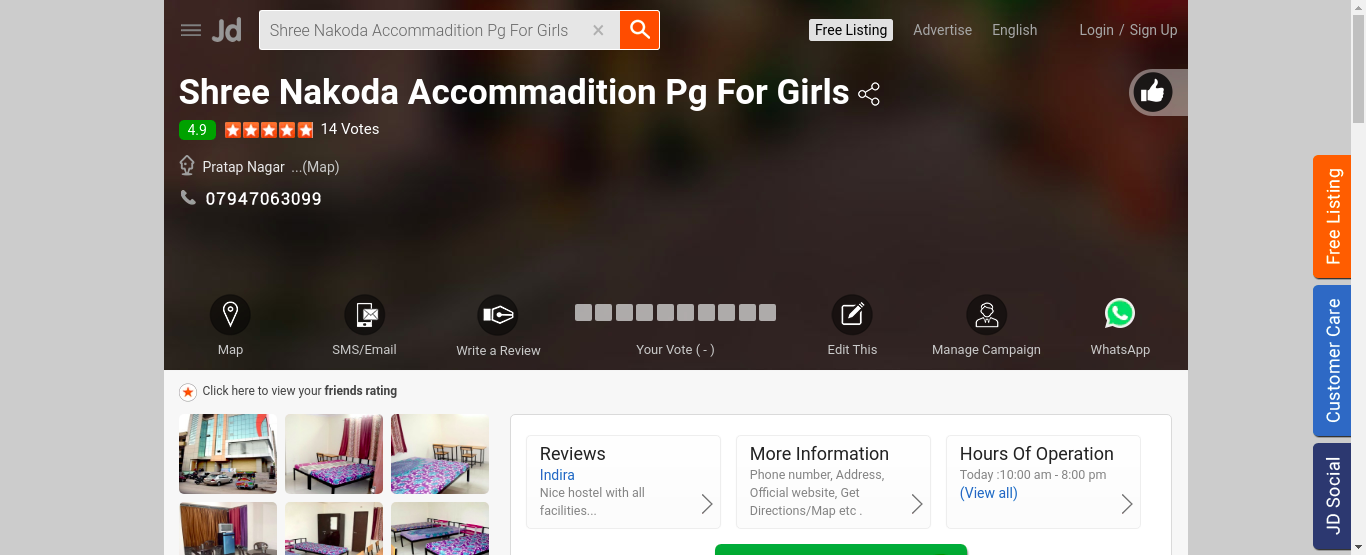 Jd
Shree Nakoda Accommadition Pg For Girls ×
Free Listing Advertise English Login / Sign Up
Shree Nakoda Accommadition Pg For Girls
4.9 14 Votes
Pratap Nagar ...(Map)
07947063099
Map SMS/Email Write a Review Your Vote ( - ) Edit This Manage Campaign WhatsApp
Click here to view your friends rating
Reviews
Indira
Nice hostel with all
facilities...
More Information
Phone number, Address,
Official website, Get
Directions/Map etc .
Hours Of Operation
Today :10:00 am - 8:00 pm
(View all)
Free Listing
Customer Care
JD Social